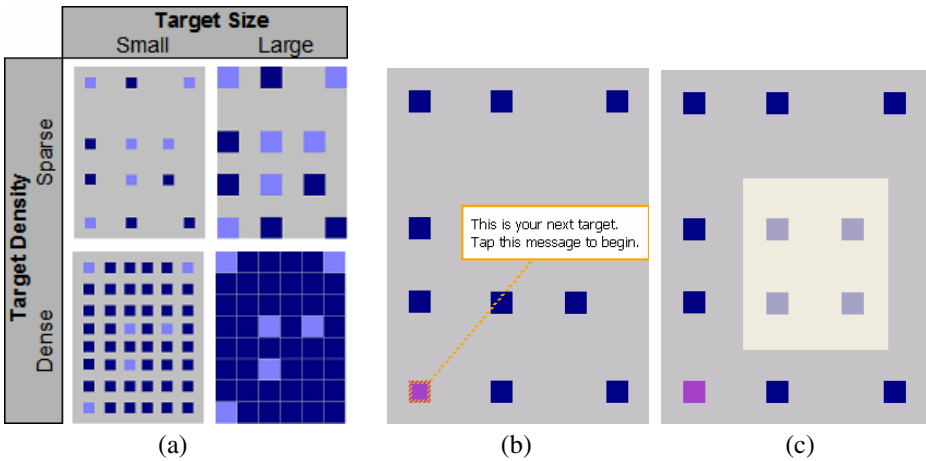 Target Size
Small Large
Target Density
Sparse
Dense
This is your next target.
Tap this message to begin.
(a) (b) (c)